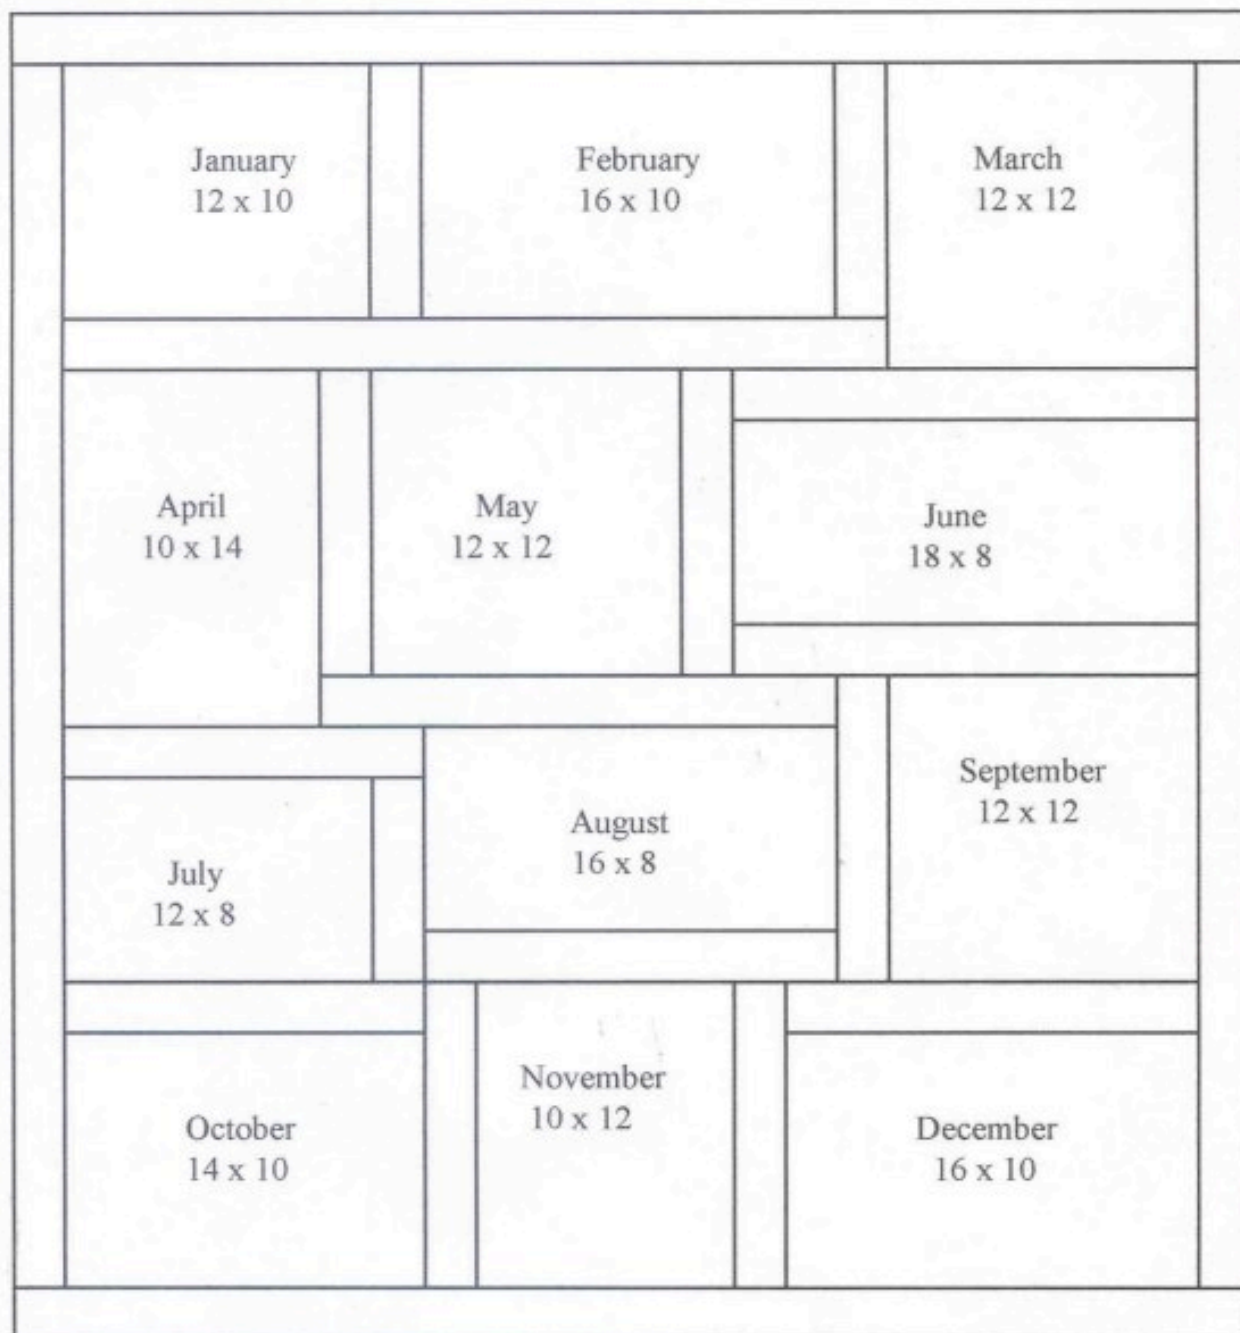 January
12 x 10
February
16 x 10
March
12 x 12
April
10 x 14
May
12 x 12
June
18 x 8
July
12 x 8
August
16 x 8
September
12 x 12
October
14 x 10
November
10 x 12
December
16 x 10